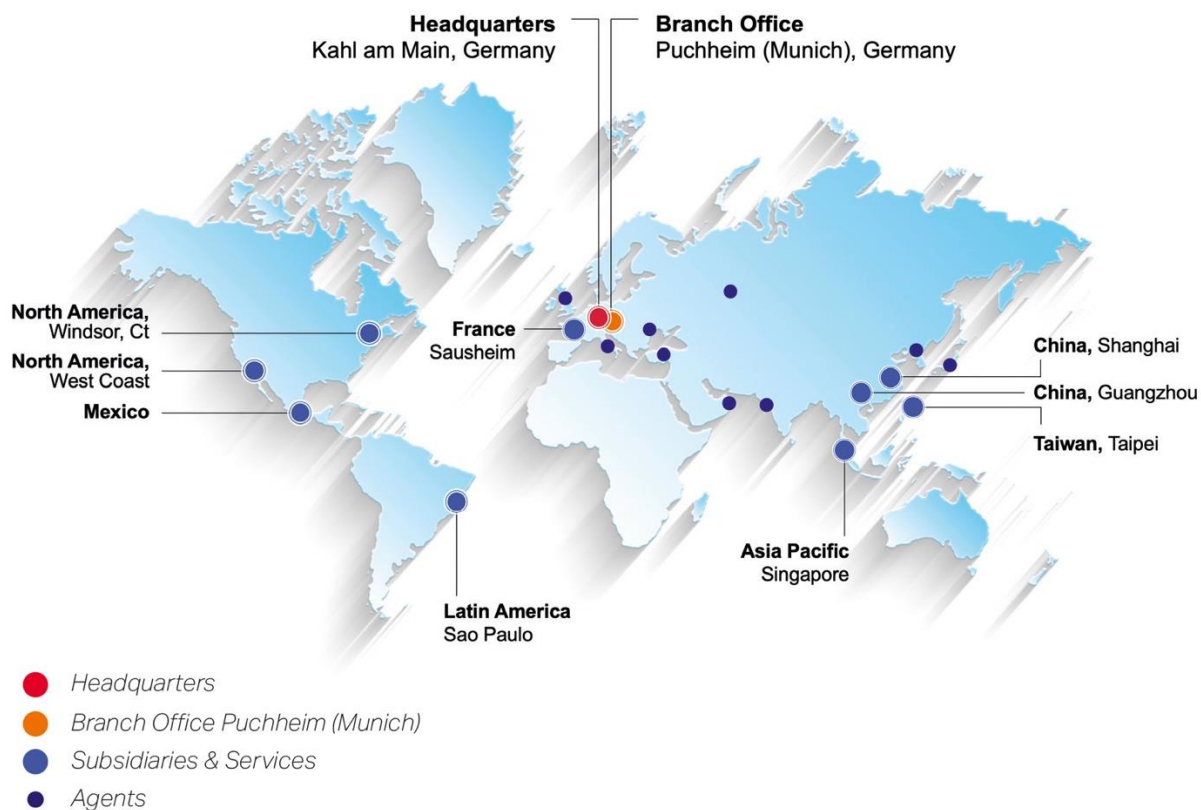 Headquarters
Kahl am Main, Germany
Branch Office
Puchheim (Munich), Germany
North America,
Windsor, Ct
North America,
West Coast
Mexico
France
Sausheim
China, Shanghai
China, Guangzhou
Taiwan, Taipei
Asia Pacific
Singapore
Latin America
Sao Paulo
Headquarters
Branch Office Puchheim (Munich)
Subsidiaries & Services
Agents